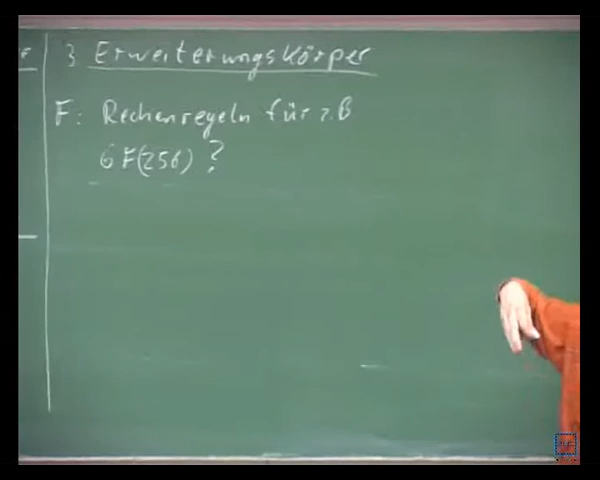 3 Erweiterungskörper
F: Rechenregeln für z.B
GF(256) ?